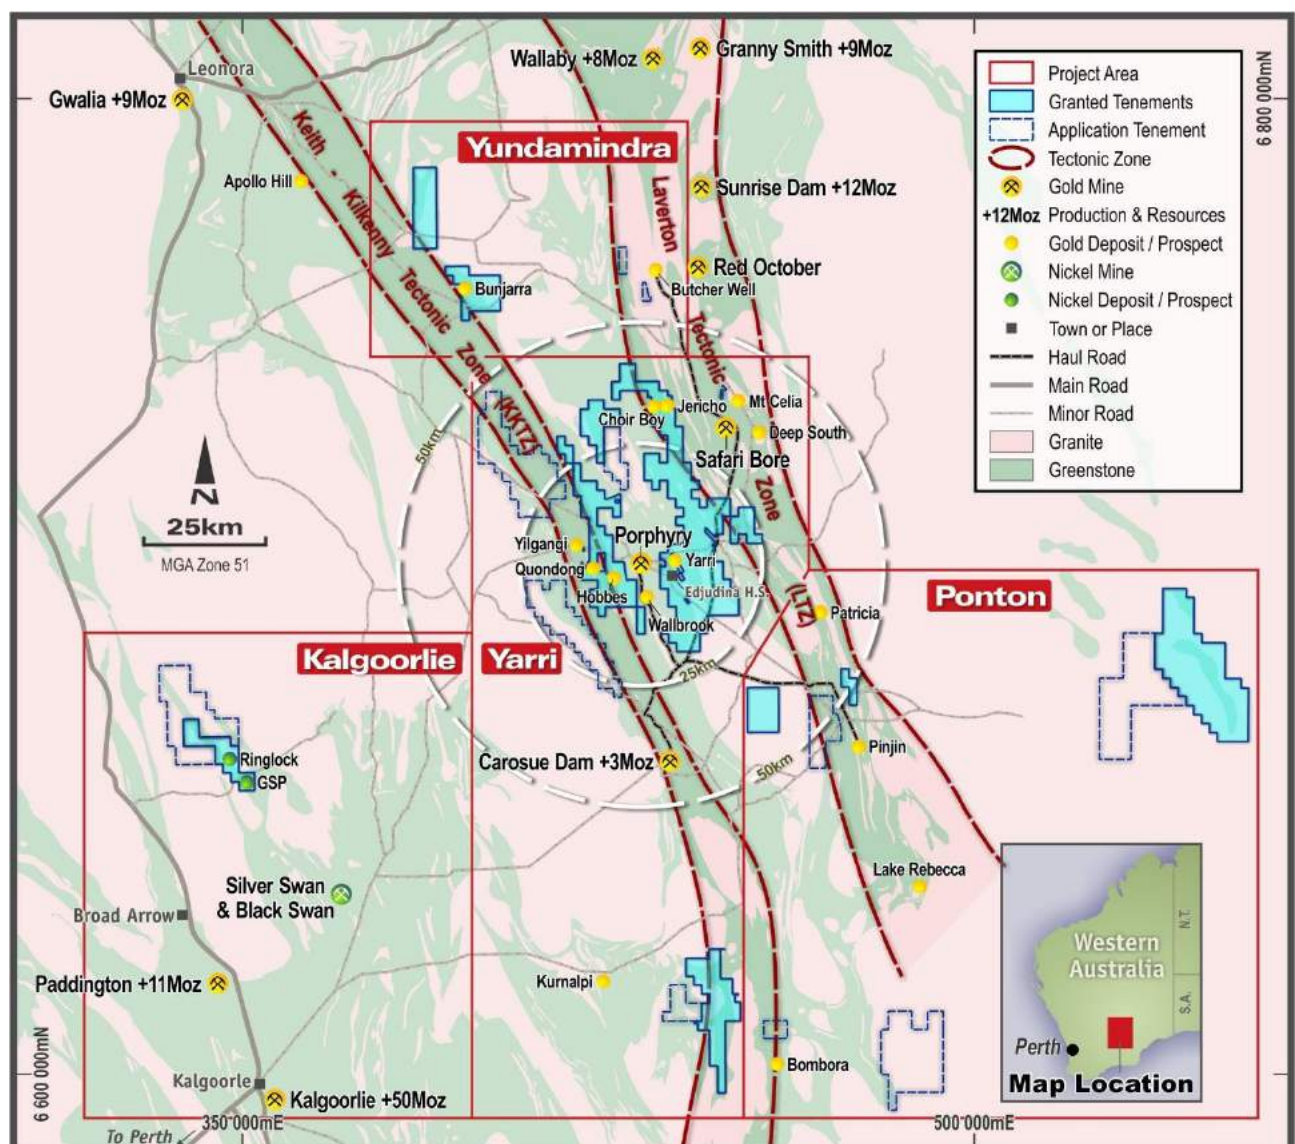 Leonora
Gwalia +9Moz
Wallaby +8Moz
Granny Smith +9Moz
Keith - Kilkenny Tectonic Zone (KKTZ)
Apollo Hill
Yundamindra
Laverton Tectonic Zone (LTZ)
Sunrise Dam +12Moz
Red October
Butcher Well
Bunjarra
Project Area
Granted Tenements
Application Tenement
Tectonic Zone
Gold Mine
+12Moz Production & Resources
Gold Deposit / Prospect
Nickel Mine
Nickel Deposit / Prospect
Town or Place
Haul Road
Main Road
Minor Road
Granite
Greenstone
6 800 000mN
Choir Boy
Jericho
Mt Celia
Deep South
Safari Bore
50km
N
25km
MGA Zone 51
Porphyry
Yilgangi
Quondong
Hobbes
Yarri
Edjudina H.S.
Wallbrook
Patricia
Ponton
Kalgoorlie
Yarri
25km
Ringlock
GSP
Carosue Dam +3Moz
50km
Pinjin
Lake Rebecca
Silver Swan
& Black Swan
Broad Arrow
Paddington +11Moz
Kurnalpi
Bombora
Kalgoorle
Kalgoorlie +50Moz
To Perth
6 600 000mN
350 000mE
500 000mE
Western
Australia
N.T.
S.A.
Perth
Map Location